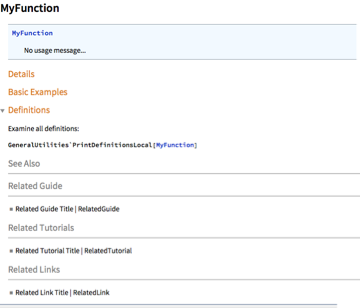 MyFunction
MyFunction
No usage message...
Details
Basic Examples
Definitions
Examine all definitions:
GeneralUtilities`PrintDefinitionsLocal[MyFunction]
See Also
Related Guide
Related Guide Title | RelatedGuide
Related Tutorials
Related Tutorial Title | RelatedTutorial
Related Links
Related Link Title | RelatedLink